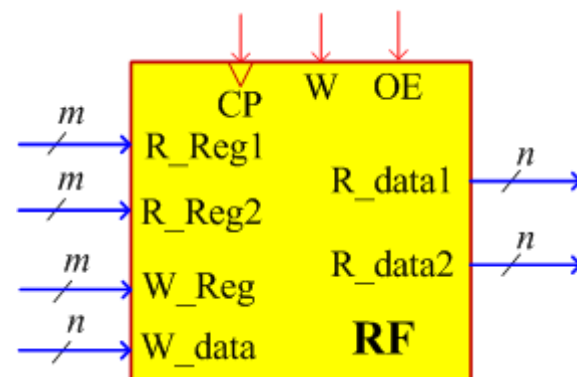 CP W OE
m R_Reg1
R_data1 n
m R_Reg2
R_data2 n
m W_Reg
n W_data
RF